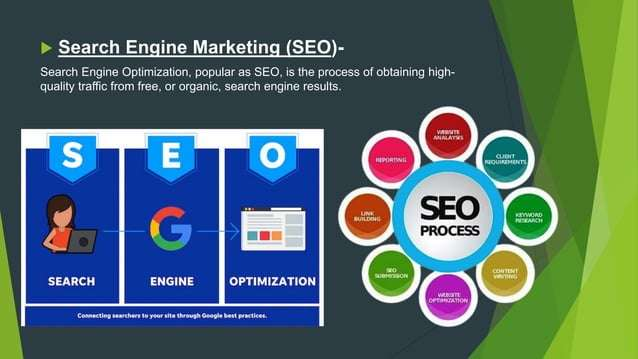 Search Engine Marketing (SEO)-
Search Engine Optimization, popular as SEO, is the process of obtaining high-
quality traffic from free, or organic, search engine results.
S E O
SEARCH ENGINE OPTIMIZATION
Connecting searchers to your site through Google best practices.
SEO
PROCESS
WEBSITE
ANALAYSIS
CLIENT
REQUIREMENTS
KEYWORD
RESEARCH
CONTENT
WRITING
WEBSITE
OPTIMIZATION
SEO
SUBMISSION
LINK
BUILDING
REPORTING